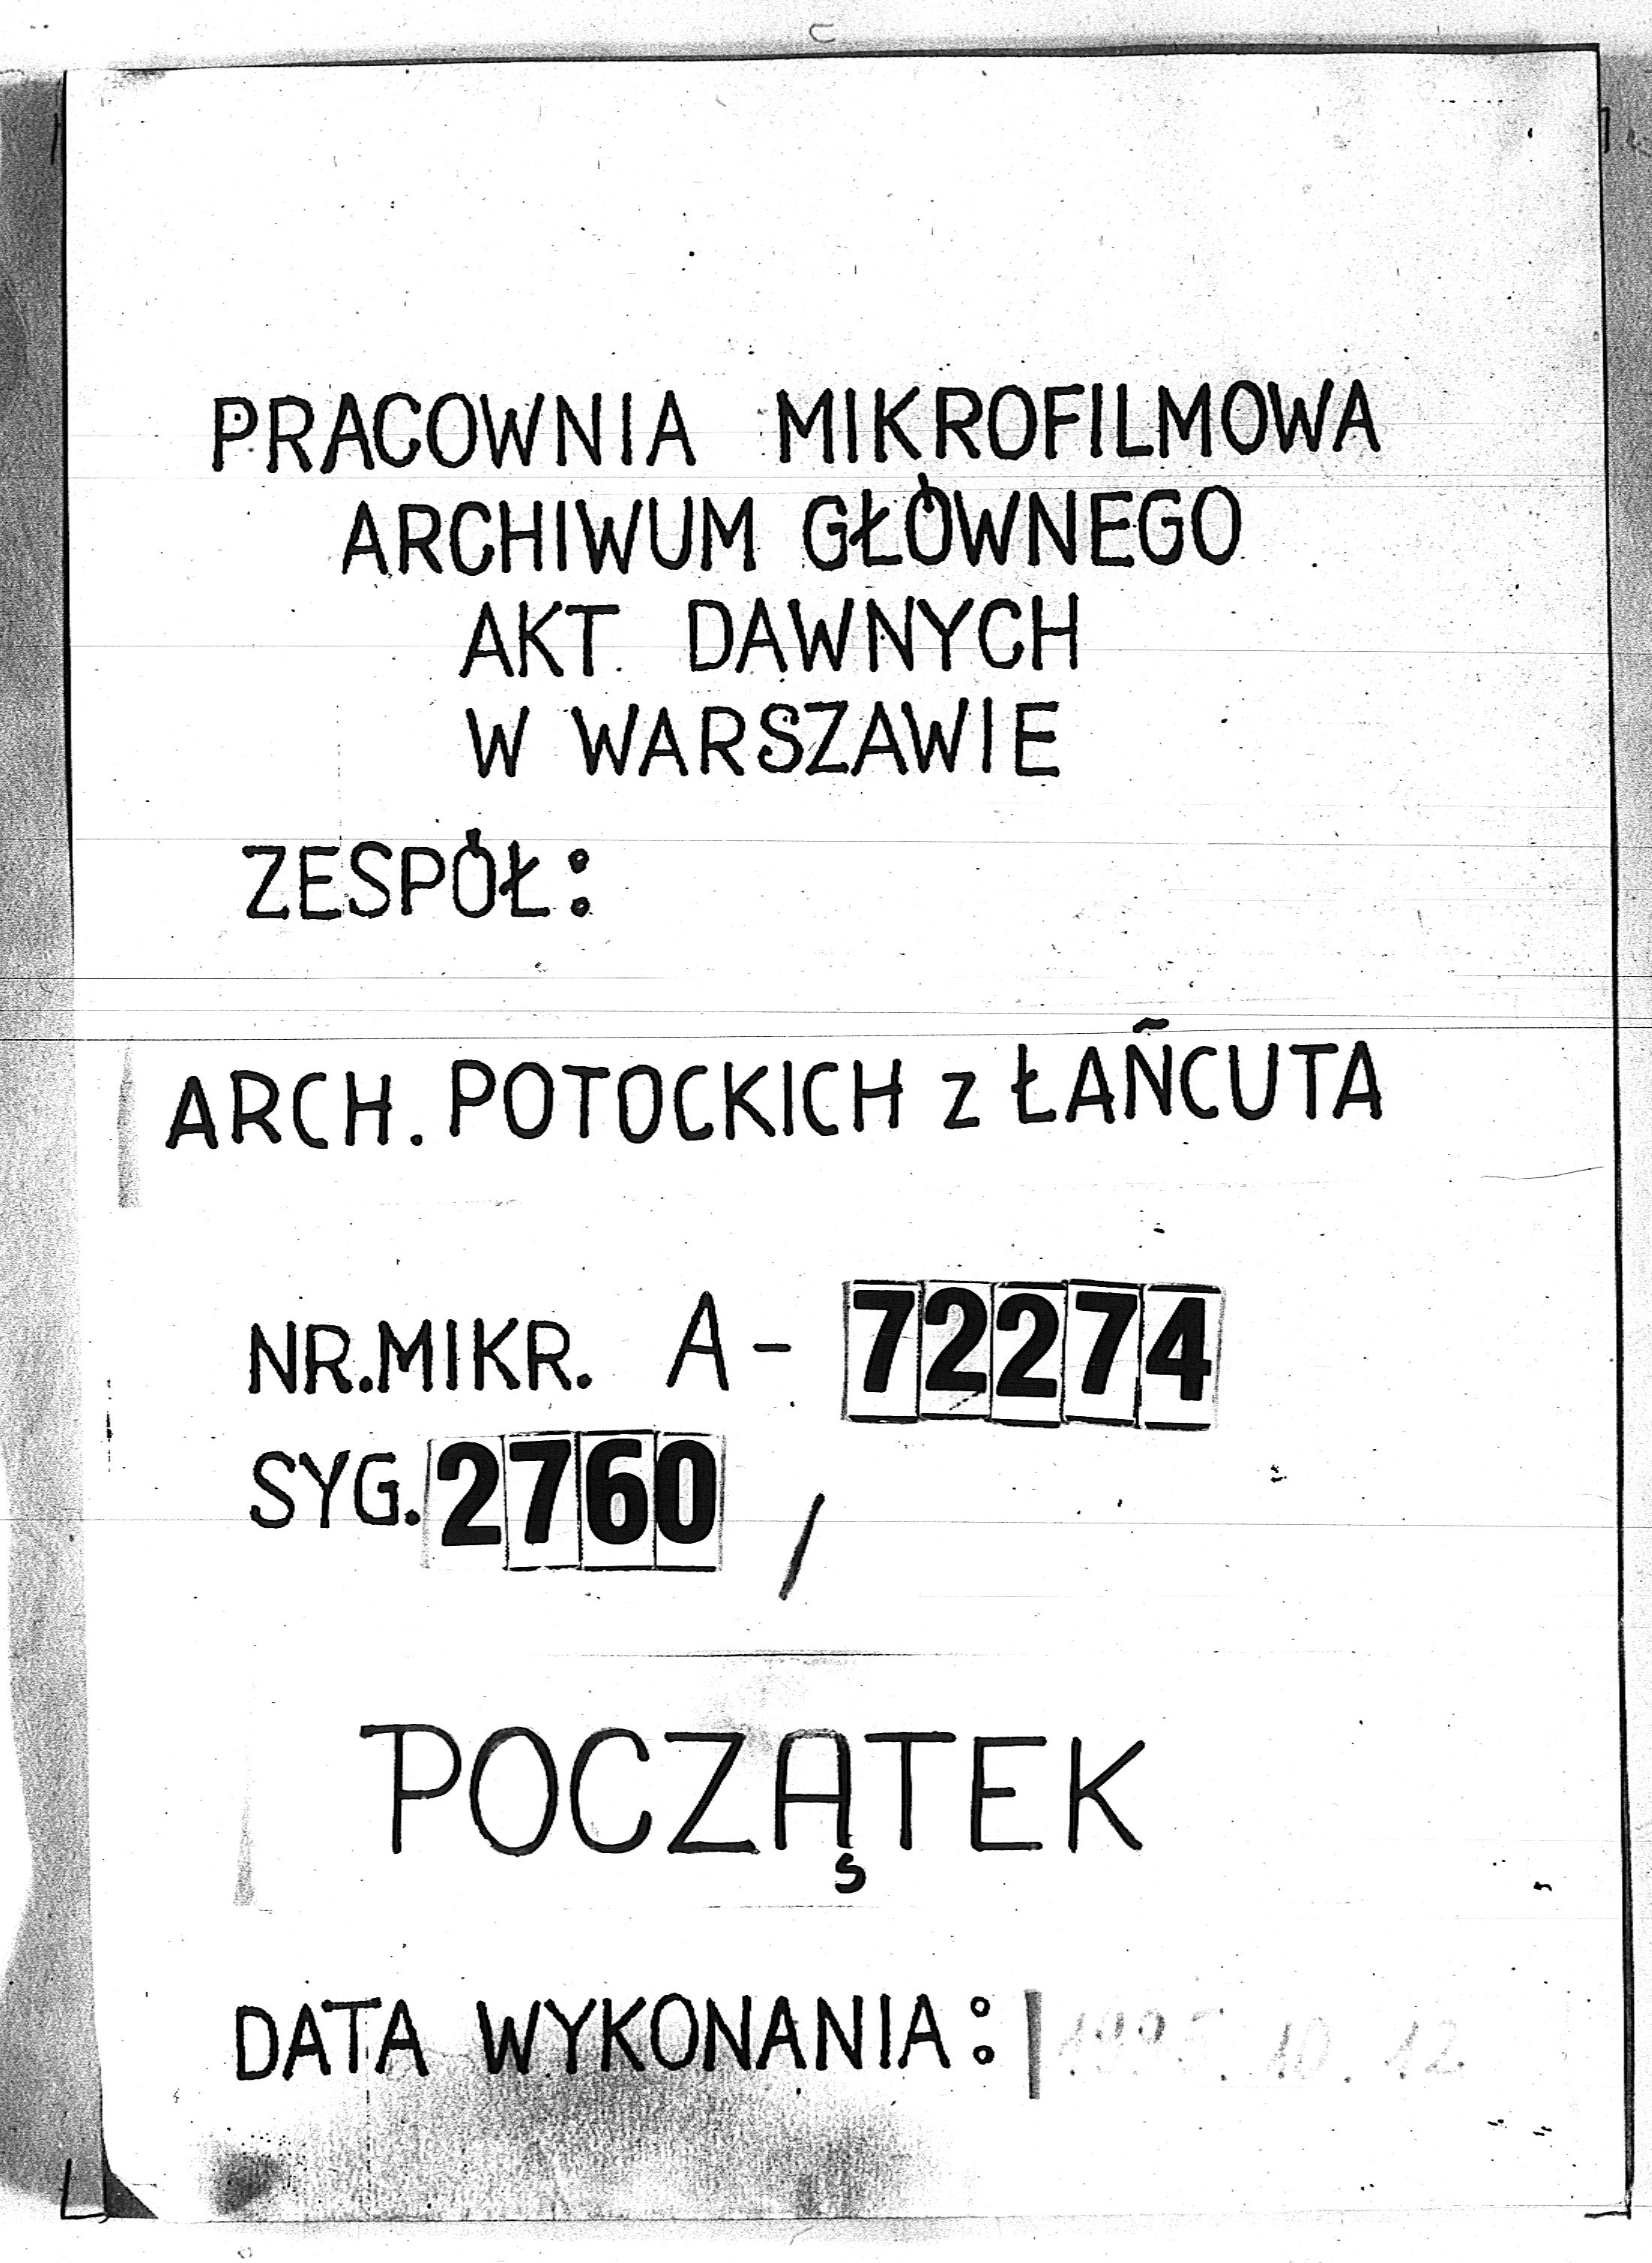 PRACOWNIA MIKROFILMOWA
ARCHIWUM GŁÓWNEGO
AKT DAWNYCH
W WARSZAWIE
ZESPÓŁ:
ARCH. POTOCKICH z ŁAŃCUTA
NR.MIKR. A- 72274
SYG. 2760 /
POCZĄTEK
DATA WYKONANIA: